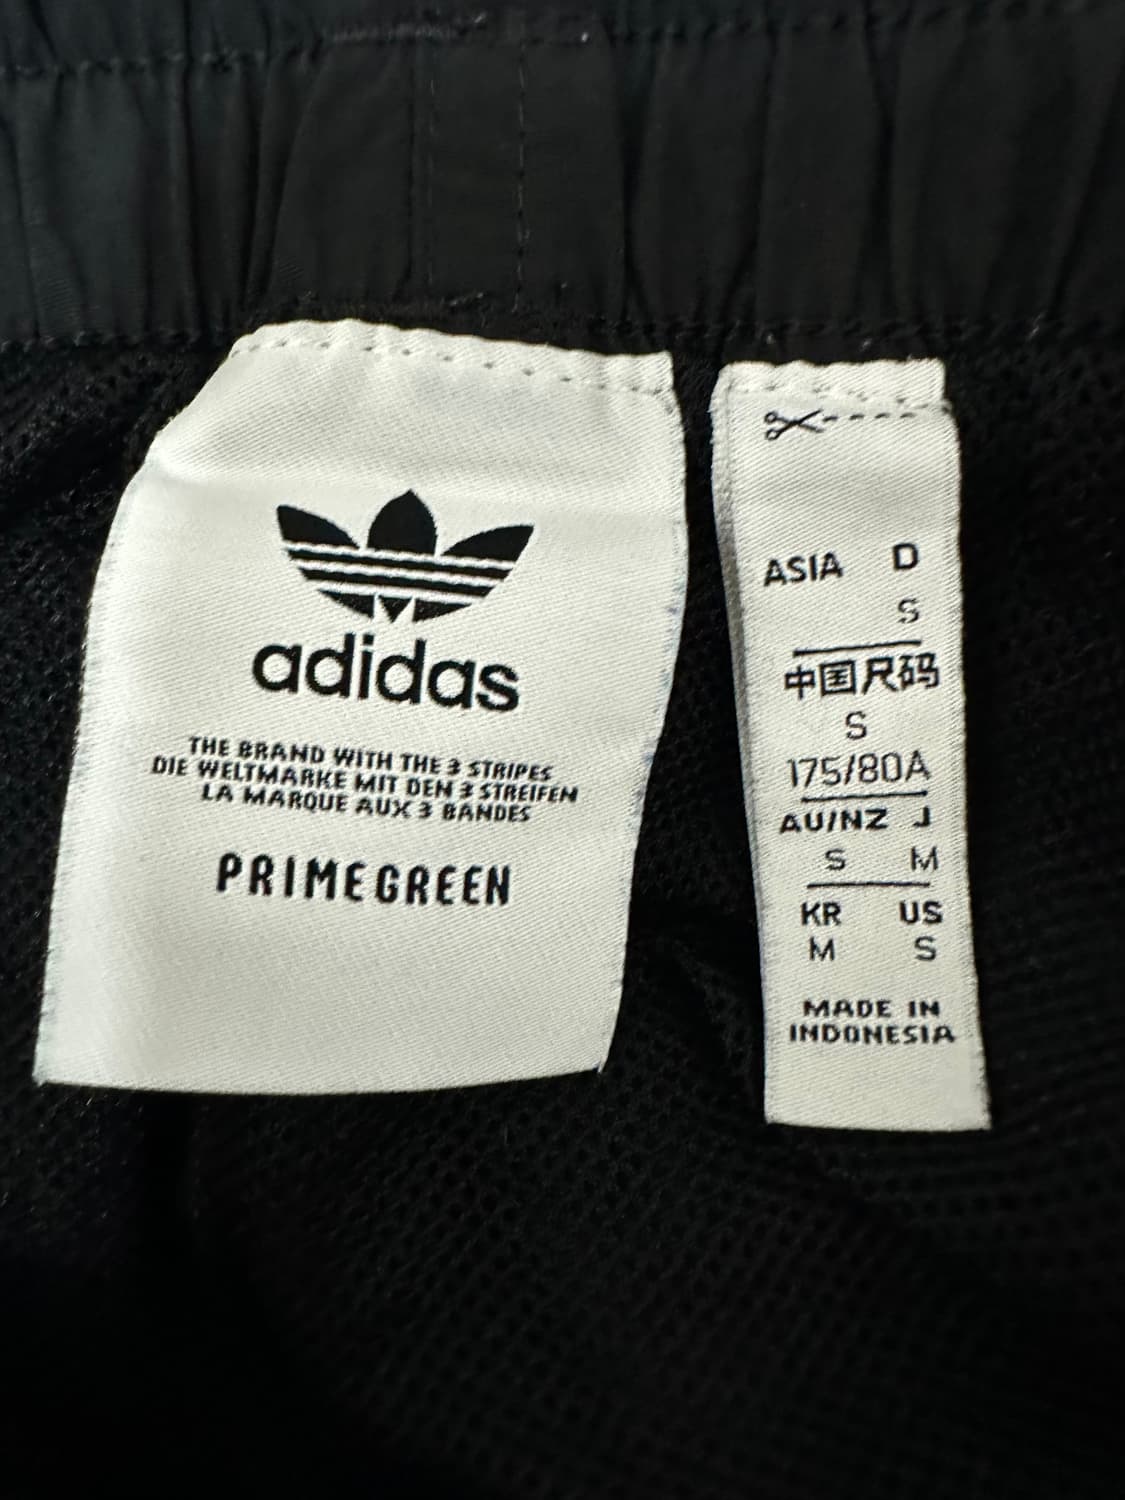 adidas
THE BRAND WITH THE 3 STRIPES
DIE WELTMARKE MIT DEN 3 STREIFEN
LA MARQUE AUX 3 BANDES
PRIMEGREEN
ASIA D
S
中国尺码
S
175/80A
AU/NZ J
S M
KR US
M S
MADE IN
INDONESIA